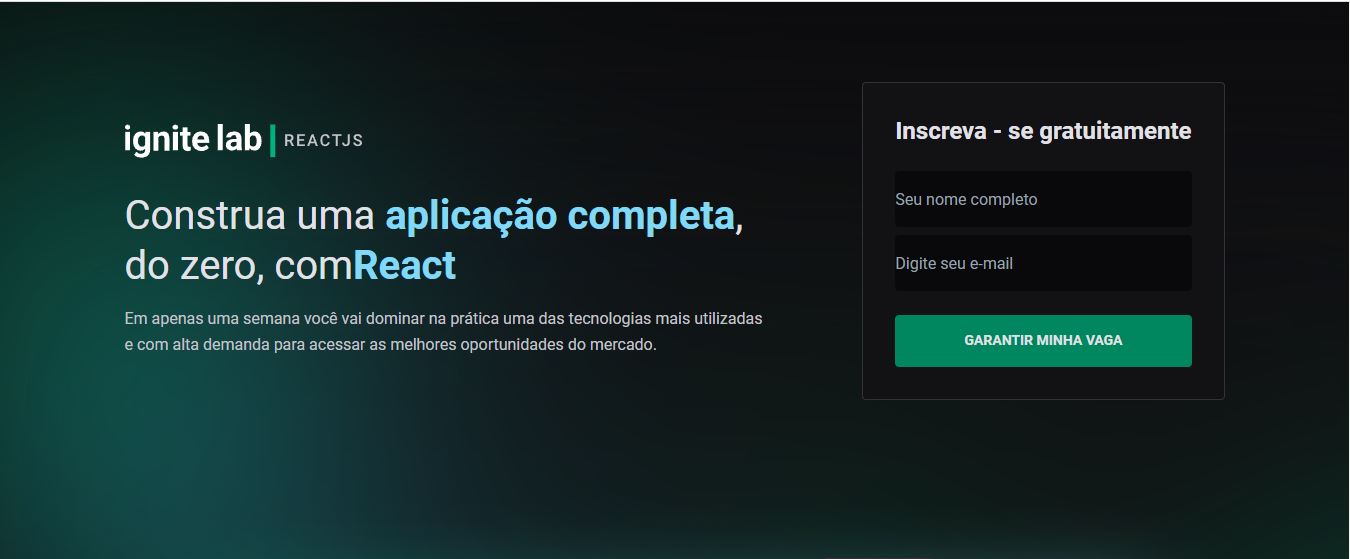 ignite lab | REACTJS
Construa uma aplicação completa,
do zero, comReact
Em apenas uma semana você vai dominar na prática uma das tecnologias mais utilizadas
e com alta demanda para acessar as melhores oportunidades do mercado.
Inscreva - se gratuitamente
Seu nome completo
Digite seu e-mail
GARANTIR MINHA VAGA